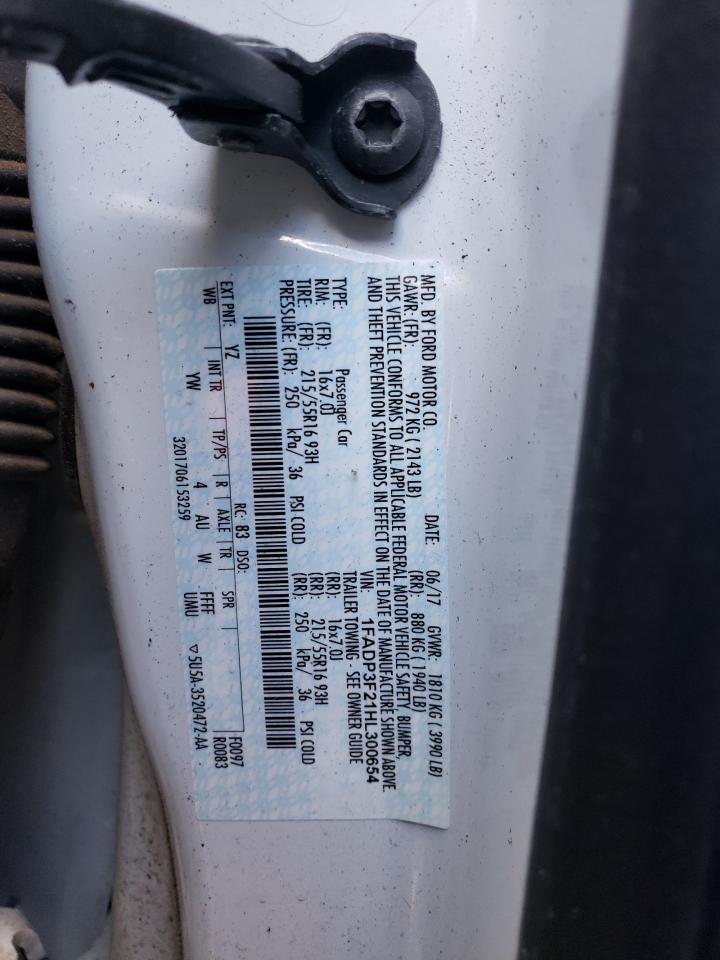 MFD. BY FORD MOTOR CO.
DATE: 06/17 GVWR: 1810 KG ( 3990 LB)
GAWR: (FR): 972 KG ( 2143 LB) (RR): 880 KG ( 1940 LB)
THIS VEHICLE CONFORMS TO ALL APPLICABLE FEDERAL MOTOR VEHICLE SAFETY, BUMPER,
AND THEFT PREVENTION STANDARDS IN EFFECT ON THE DATE OF MANUFACTURE SHOWN ABOVE.
VIN: 1FADP3F21HL300654
TYPE: Passenger Car TRAILER TOWING - SEE OWNER GUIDE
RIM: (FR): 16x7.0J (RR): 16x7.0J
TIRE: (FR): 215/55R16 93H (RR): 215/55R16 93H
PRESSURE: (FR): 250 kPa/ 36 PSI COLD (RR): 250 kPa/ 36 PSI COLD
RC: 83 DSO: F0097
EXT PNT: YZ R0083
WB INT TR TP/PS R AXLE TR SPR
YW 4 AU W FFFF
UMU
3201706153259 ▽5U5A-3520472-AA